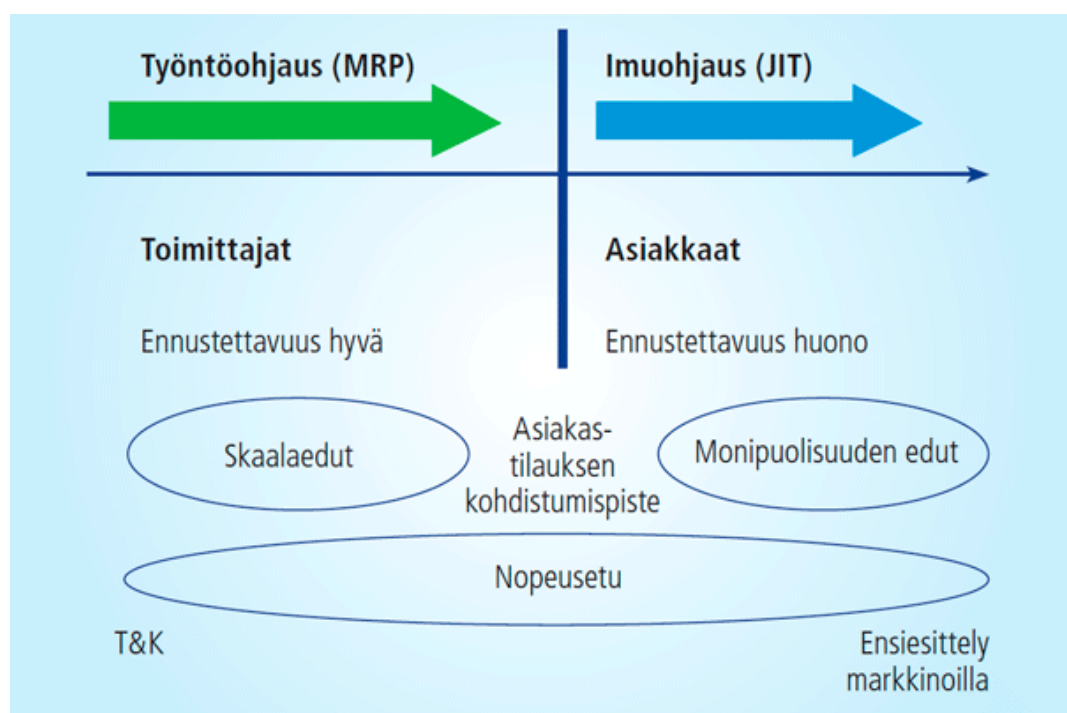 Työntöohjaus (MRP)
Imuohjaus (JIT)
Toimittajat
Asiakkaat
Ennustettavuus hyvä
Ennustettavuus huono
Skaalaedut
Asiakas-
tilauksen
kohdistumispiste
Monipuolisuuden edut
Nopeusetu
T&K
Ensiesittely
markkinoilla